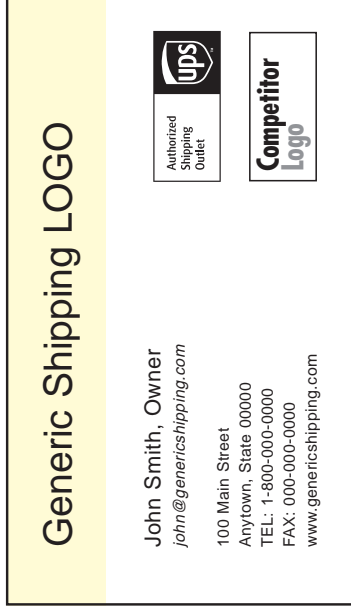 Generic Shipping LOGO
John Smith, Owner
john@genericshipping.com
100 Main Street
Anytown, State 00000
TEL: 1-800-000-0000
FAX: 000-000-0000
www.genericshipping.com
Authorized
Shipping
Outlet
ups
Competitor
Logo